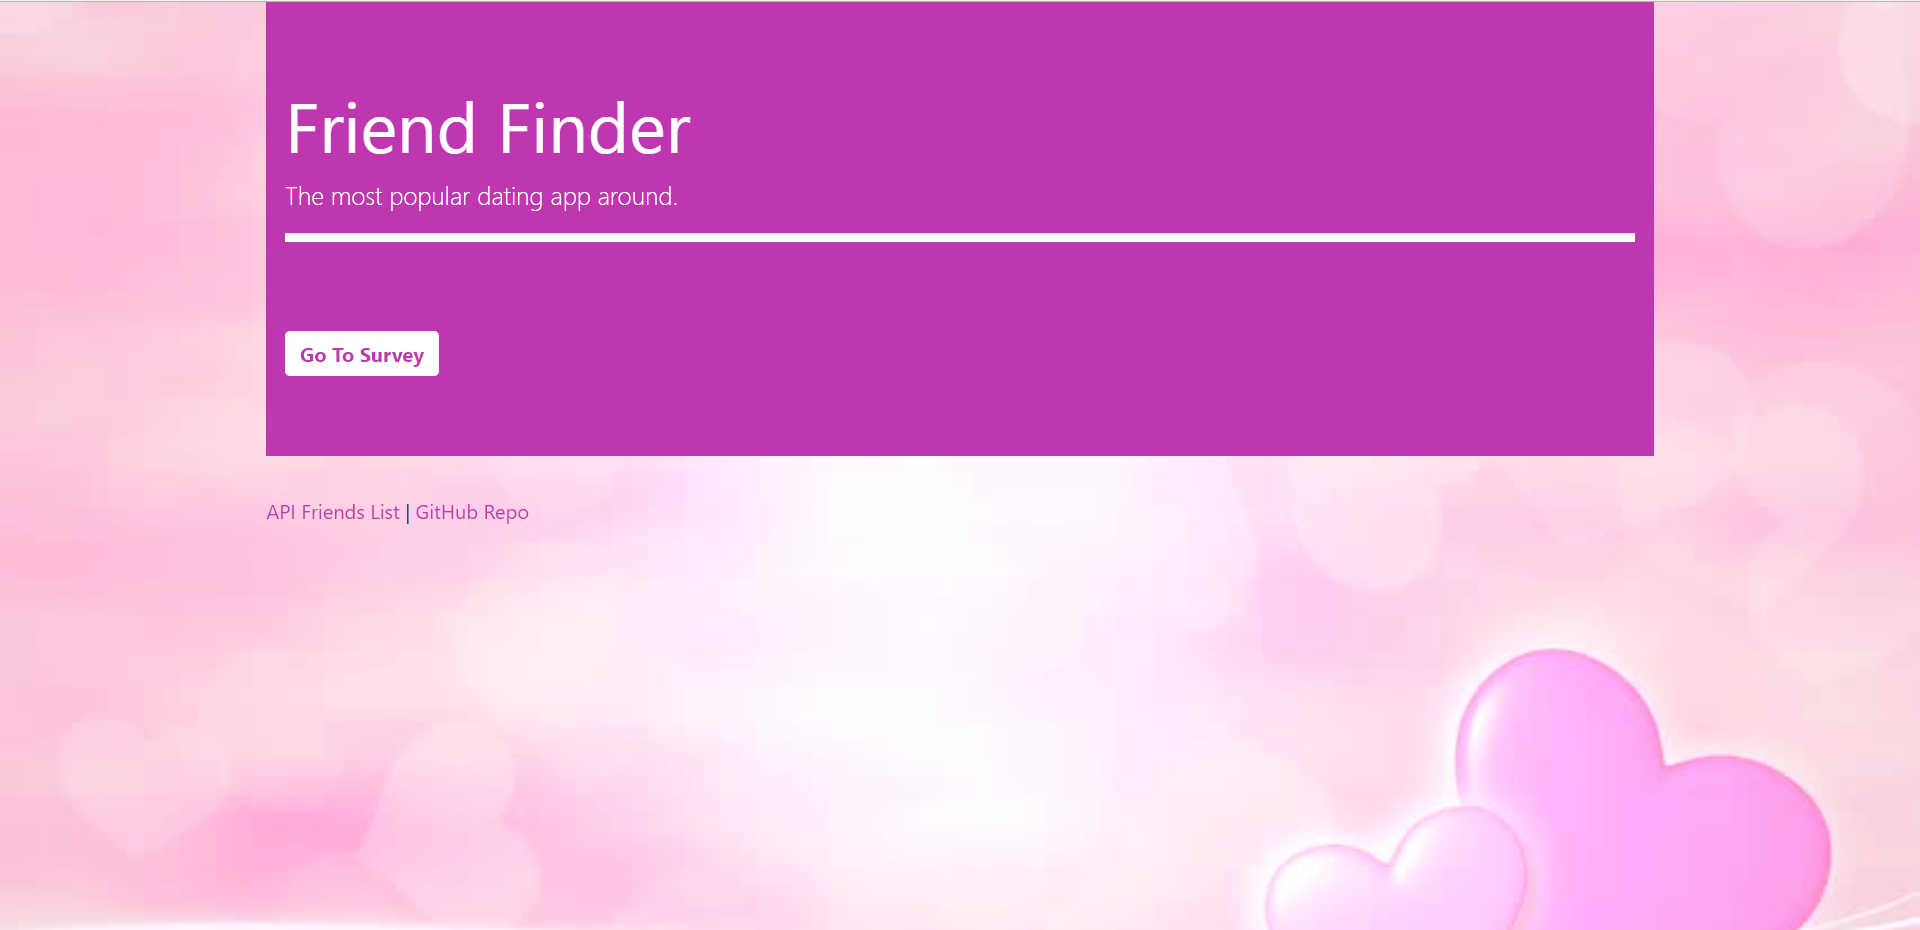 Friend Finder
The most popular dating app around.
Go To Survey
API Friends List | GitHub Repo